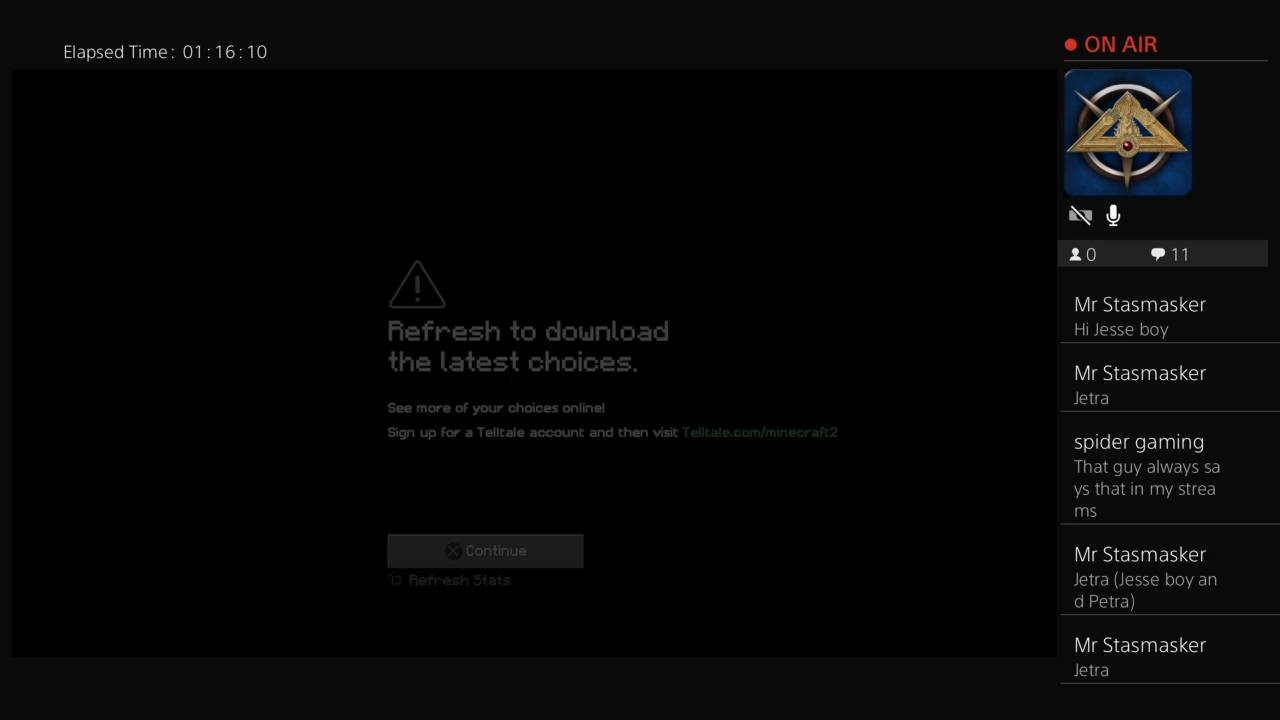 Elapsed Time: 01:16:10
ON AIR
0 11
Refresh to download
the latest choices.
See more of your choices online!
Sign up for a Telltale account and then visit Telltale.com/minecraft2
Continue
Refresh Stats
Mr Stasmasker
Hi Jesse boy
Mr Stasmasker
Jetra
spider gaming
That guy always sa
ys that in my strea
ms
Mr Stasmasker
Jetra (Jesse boy an
d Petra)
Mr Stasmasker
Jetra